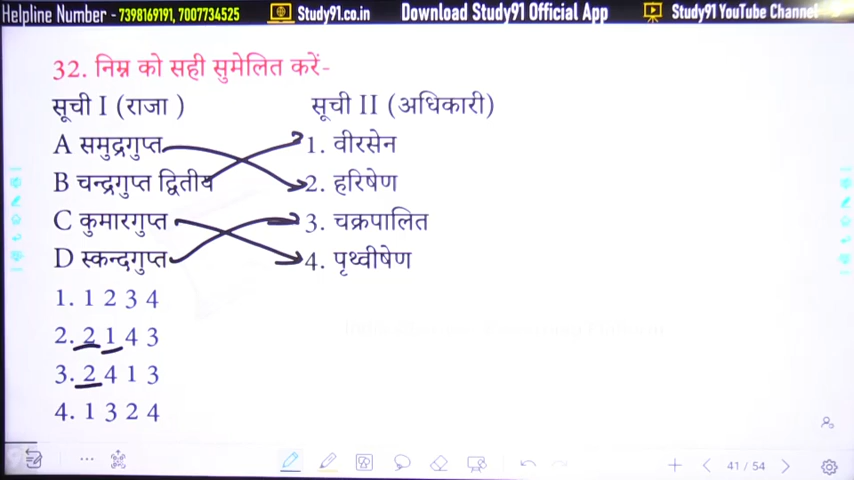 Helpline Number - 7398169191, 7007734525 Study91.co.in Download Study91 Official App Study91 YouTube Channel
32. निम्न को सही सुमेलित करें-
सूची I (राजा ) सूची II (अधिकारी)
A समुद्रगुप्त 1. वीरसेन
B चन्द्रगुप्त द्वितीय 2. हरिषेण
C कुमारगुप्त 3. चक्रपालित
D स्कन्दगुप्त 4. पृथ्वीषेण
1. 1 2 3 4
2. 2 1 4 3
3. 2 4 1 3
4. 1 3 2 4
41 / 54